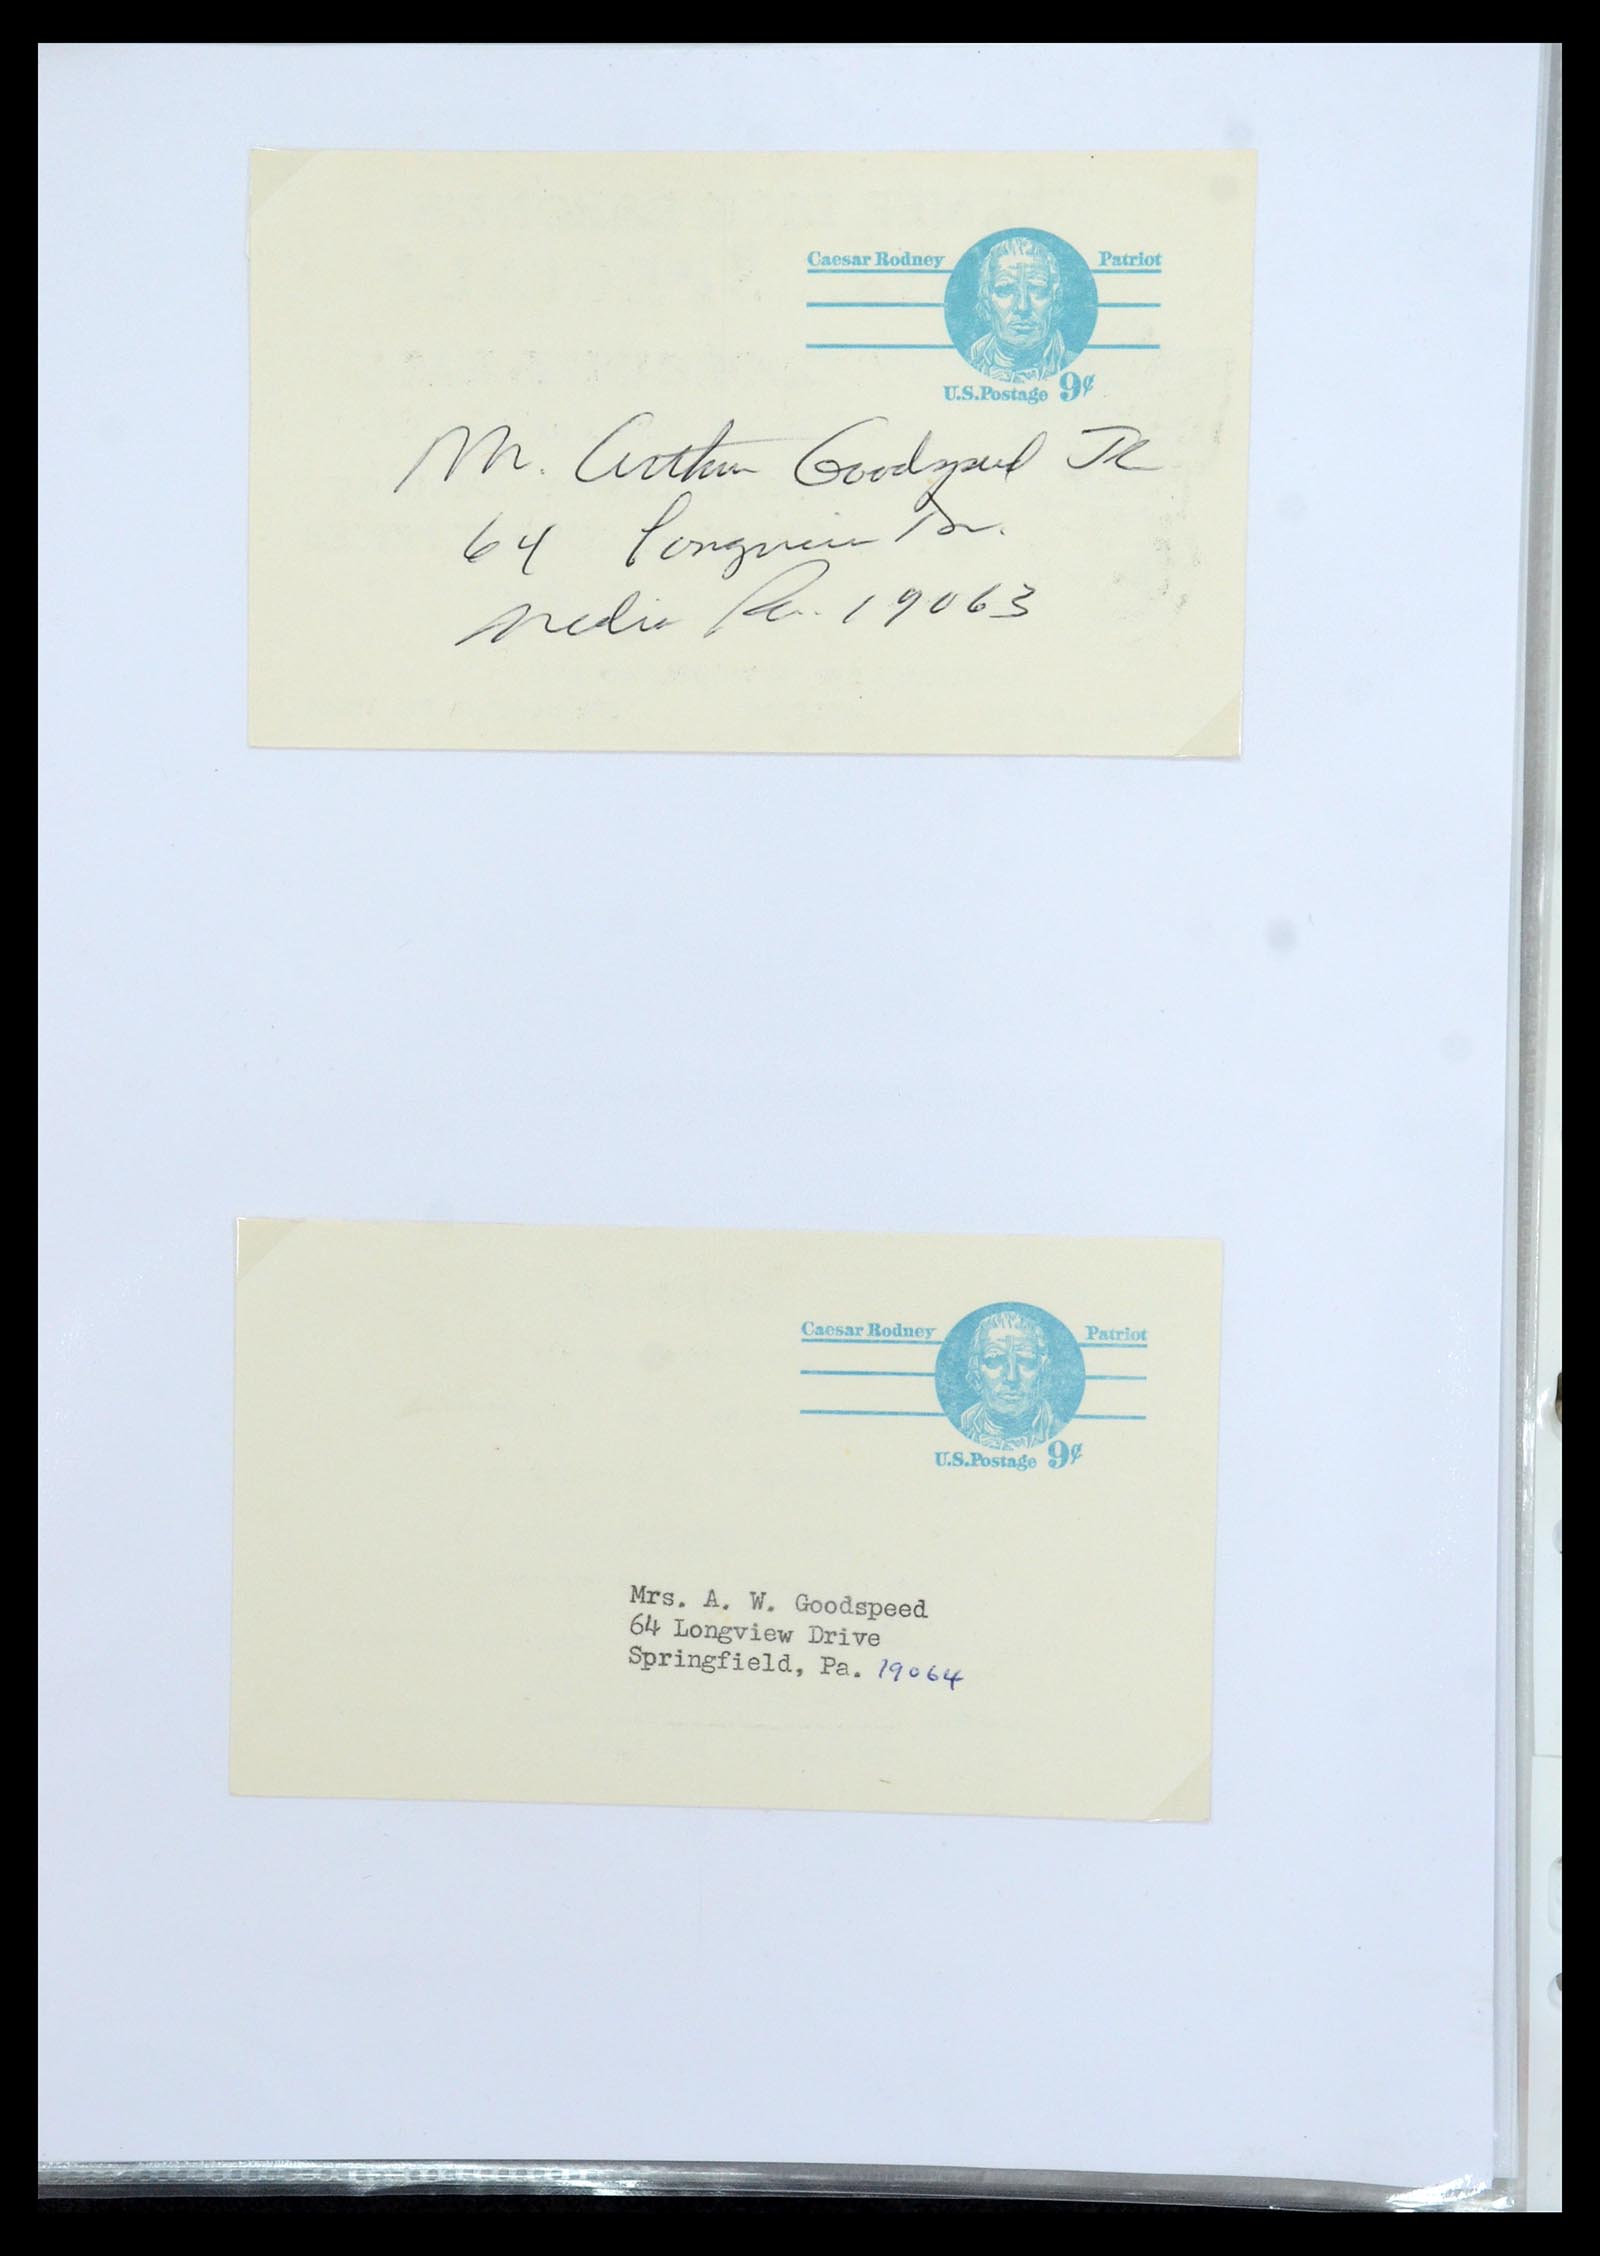 Caesar Rodney Patriot
U.S.Postage 9¢
Mr. Arthur Goodspeed Jr
64 Longview Dr.
Media Pa. 19063
Caesar Rodney Patriot
U.S.Postage 9¢
Mrs. A. W. Goodspeed
64 Longview Drive
Springfield, Pa. 19064